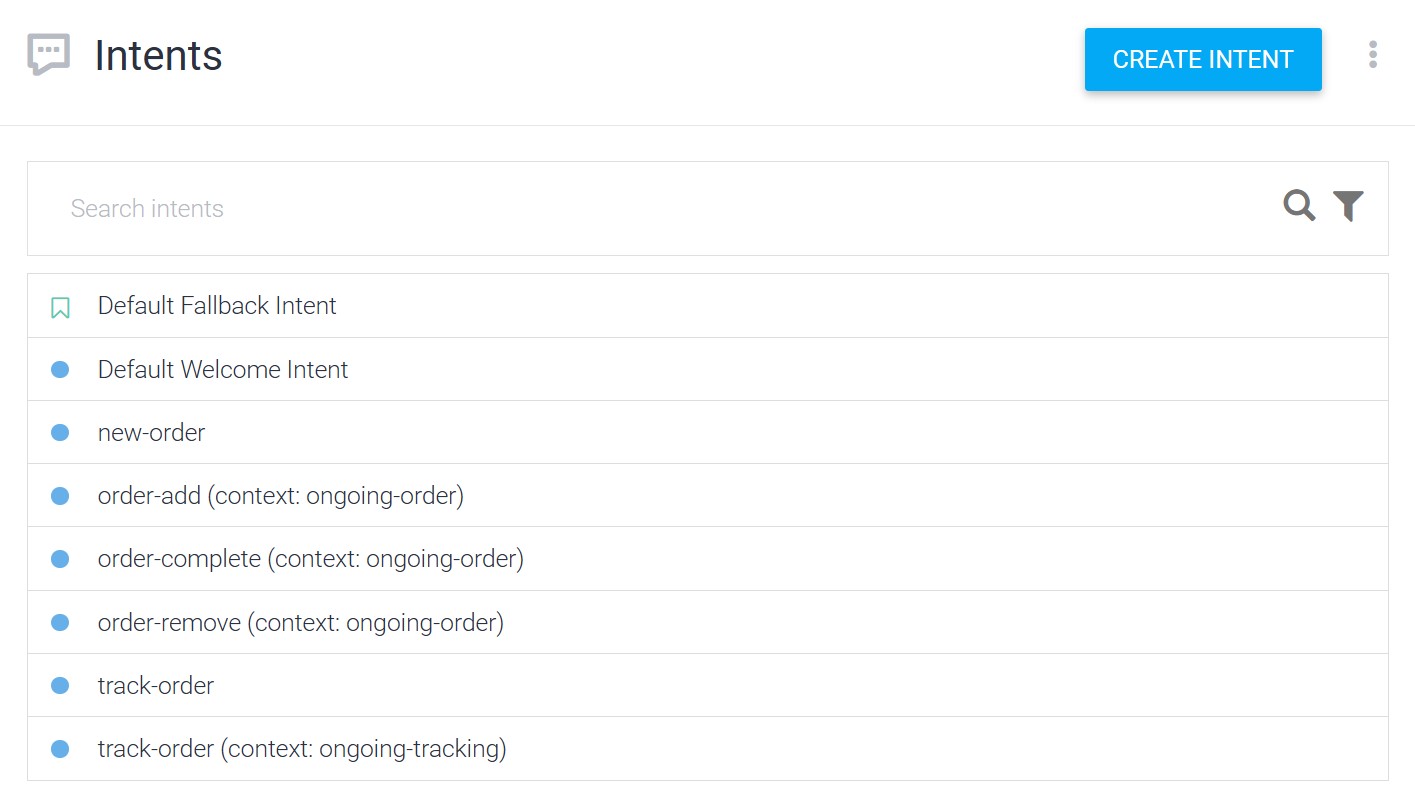 Intents
CREATE INTENT
Search intents
Default Fallback Intent
Default Welcome Intent
new-order
order-add (context: ongoing-order)
order-complete (context: ongoing-order)
order-remove (context: ongoing-order)
track-order
track-order (context: ongoing-tracking)